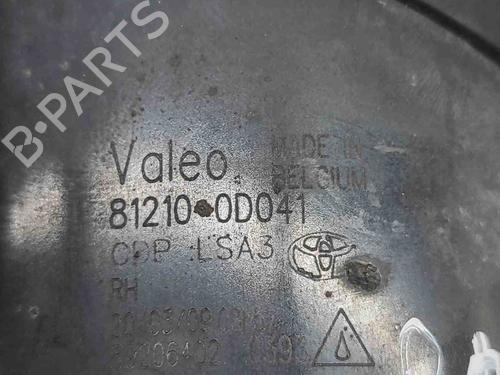 B-PARTS
Valeo MADE IN
BELGIUM
81210-0D041
CDP :LSA3
RH